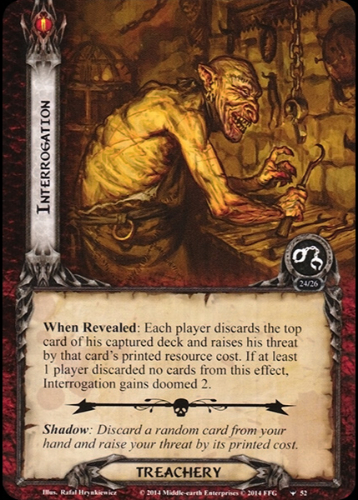 INTERROGATION
24/26
When Revealed: Each player discards the top
card of his captured deck and raises his threat
by that card's printed resource cost. If at least
1 player discarded no cards from this effect,
Interrogation gains doomed 2.
Shadow: Discard a random card from your
hand and raise your threat by its printed cost.
TREACHERY
Illus. Rafał Hrynkiewicz © 2014 Middle-earth Enterprises © 2014 FFG 52